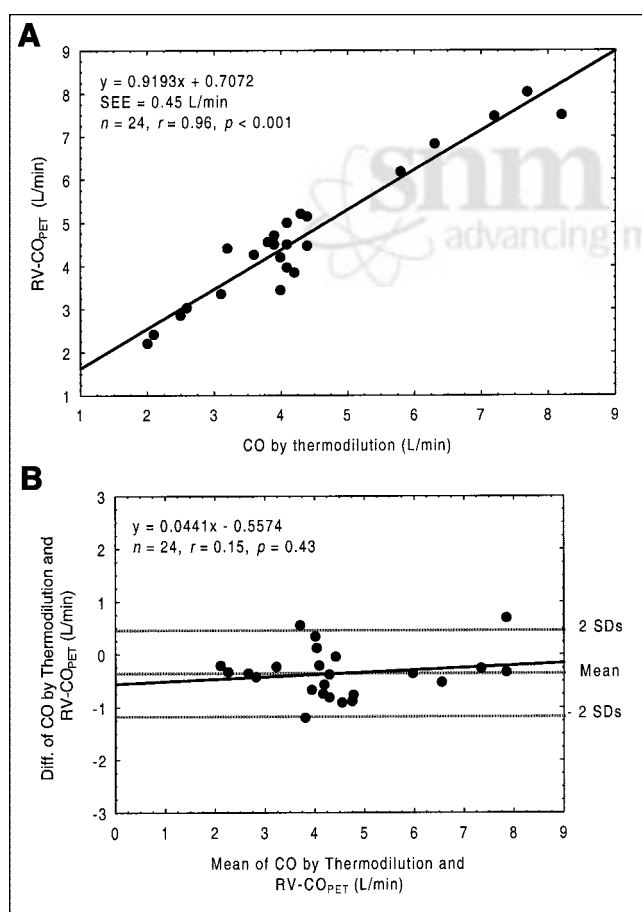 A
y = 0.9193x + 0.7072
SEE = 0.45 L/min
n = 24, r = 0.96, p < 0.001
snm
advancing m
RV-COPET (L/min)
9
8
7
6
5
4
3
2
1
1 2 3 4 5 6 7 8 9
CO by thermodilution (L/min)
B
y = 0.0441x - 0.5574
n = 24, r = 0.15, p = 0.43
Diff. of CO by Thermodilution and
RV-COPET (L/min)
3
2
1
0
-1
-2
-3
2 SDs
Mean
- 2 SDs
0 1 2 3 4 5 6 7 8 9
Mean of CO by Thermodilution and
RV-COPET (L/min)